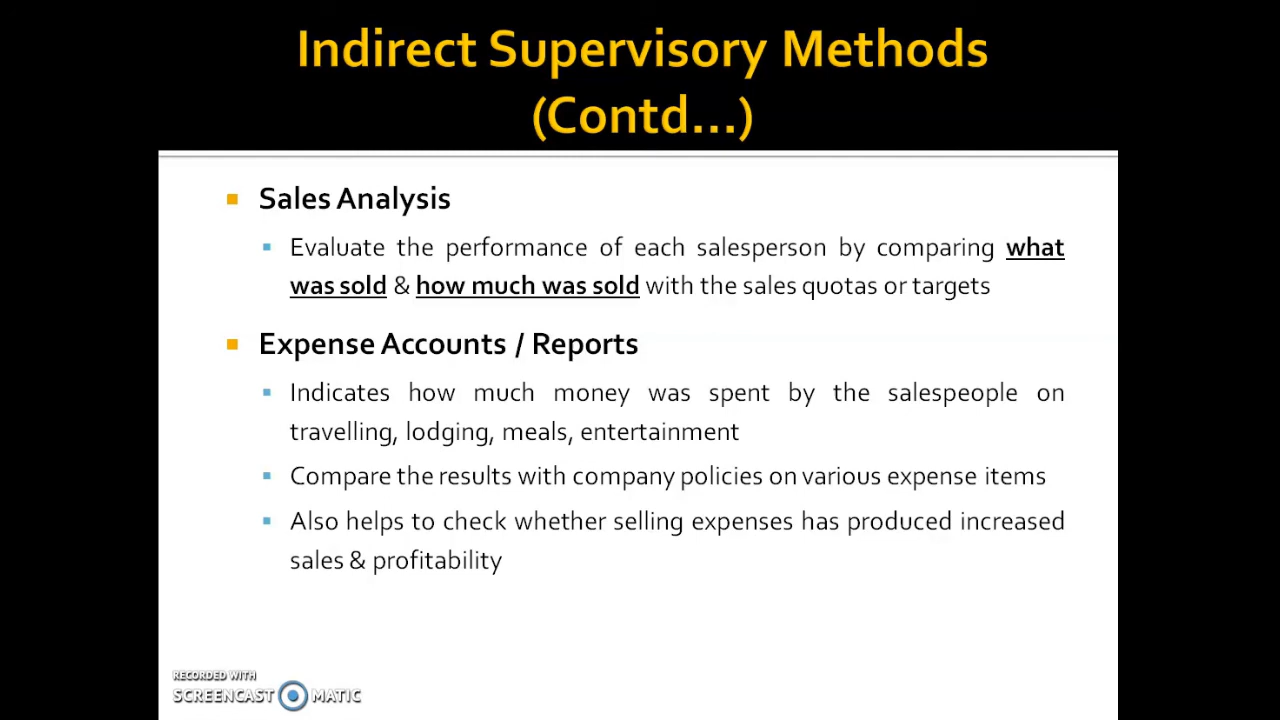 Indirect Supervisory Methods
(Contd...)
Sales Analysis
Evaluate the performance of each salesperson by comparing what
was sold & how much was sold with the sales quotas or targets
Expense Accounts / Reports
Indicates how much money was spent by the salespeople on
travelling, lodging, meals, entertainment
Compare the results with company policies on various expense items
Also helps to check whether selling expenses has produced increased
sales & profitability
RECORDED WITH
SCREENCAST MATIC